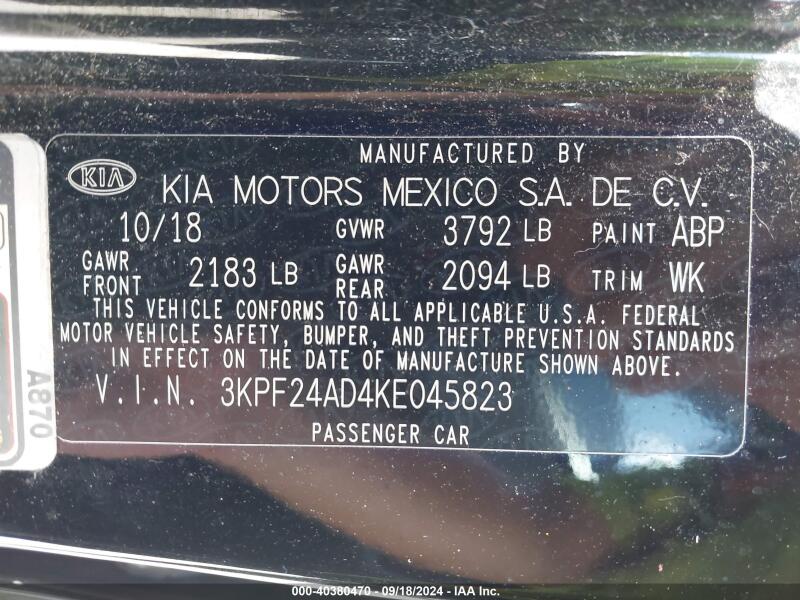 MANUFACTURED BY
KIA KIA MOTORS MEXICO S.A. DE C.V.
10/18 GVWR 3792 LB PAINT ABP
GAWR FRONT 2183 LB GAWR REAR 2094 LB TRIM WK
THIS VEHICLE CONFORMS TO ALL APPLICABLE U.S.A. FEDERAL
MOTOR VEHICLE SAFETY, BUMPER, AND THEFT PREVENTION STANDARDS
IN EFFECT ON THE DATE OF MANUFACTURE SHOWN ABOVE.
V.I.N. 3KPF24AD4KE045823
PASSENGER CAR
A870
000-40380470 - 09/18/2024 - IAA Inc.